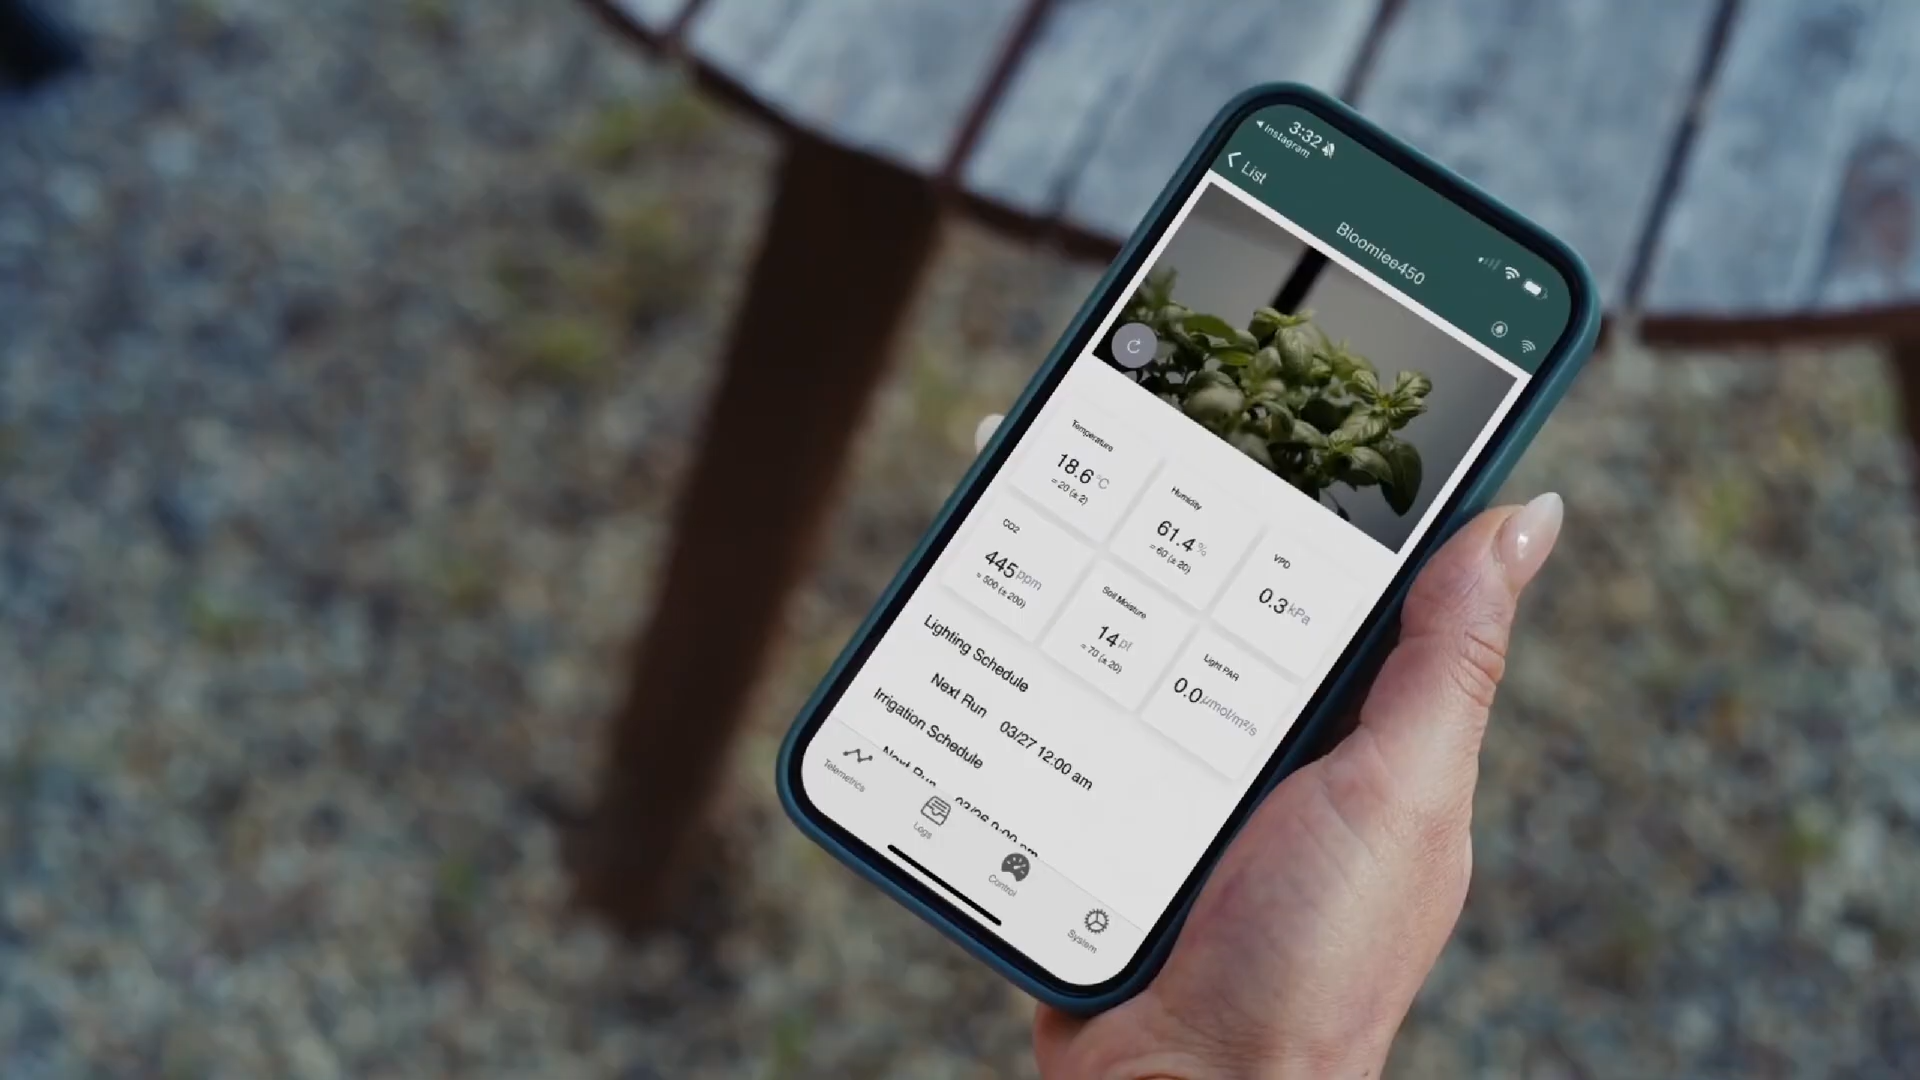 3:32
Instagram
List
Bloomiee450
Temperature
18.6 °C
= 20 (± 2)
Humidity
61.4 %
= 60 (± 20)
VPD
0.3 kPa
CO2
445 ppm
= 500 (± 200)
Soil Moisture
14 pt
= 70 (± 20)
Light PAR
0.0 μmol/m²/s
Lighting Schedule
Next Run 03/27 12:00 am
Irrigation Schedule
Next Run
Telemetrics
Logs
Control
System